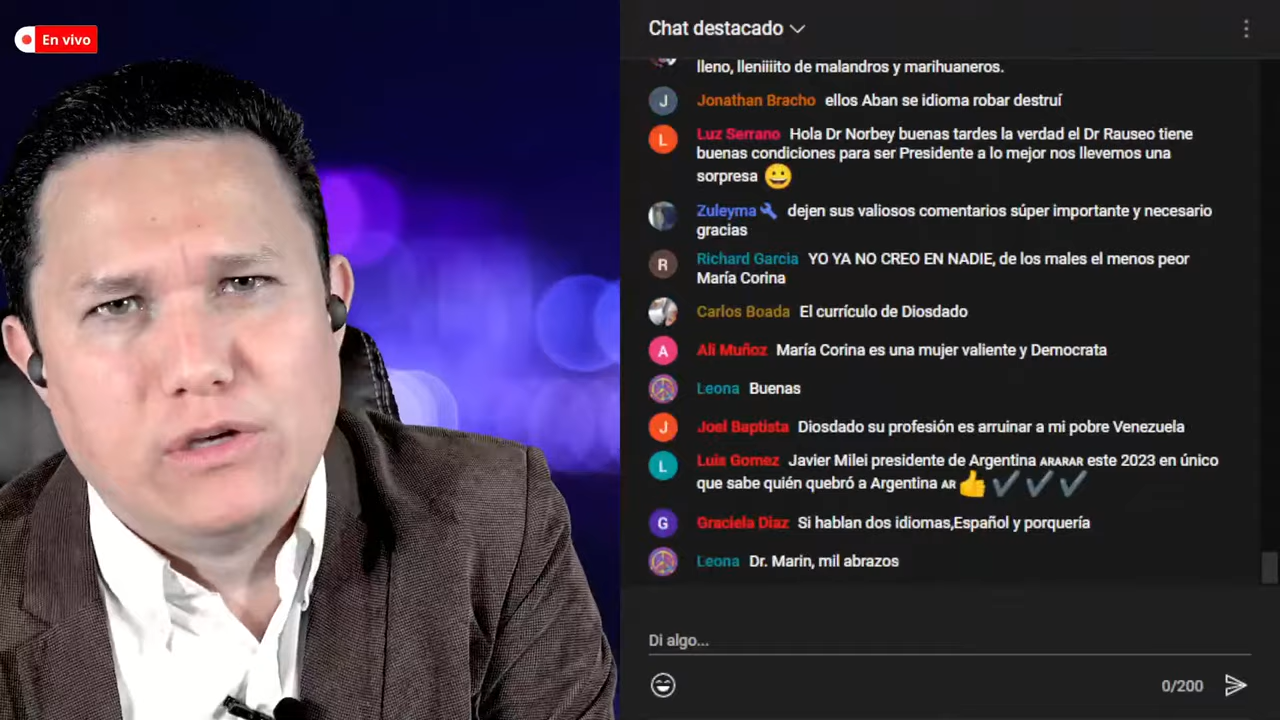 En vivo
Chat destacado
lleno, lleniiiito de malandros y marihuaneros.
Jonathan Bracho ellos Aban se idioma robar destruí
Luz Serrano Hola Dr Norbey buenas tardes la verdad el Dr Rauseo tiene
buenas condiciones para ser Presidente a lo mejor nos llevemos una
sorpresa 😀
Zuleyma 🔧 dejen sus valiosos comentarios súper importante y necesario
gracias
Richard Garcia YO YA NO CREO EN NADIE, de los males el menos peor
María Corina
Carlos Boada El currículo de Diosdado
Alí Muñoz María Corina es una mujer valiente y Democrata
Leona Buenas
Joel Baptista Diosdado su profesión es arruinar a mi pobre Venezuela
Luis Gomez Javier Milei presidente de Argentina ARARAR este 2023 en único
que sabe quién quebró a Argentina AR 👍✔✔✔
Graciela Diaz Si hablan dos idiomas,Español y porquería
Leona Dr. Marin, mil abrazos
Di algo...
0/200
J
L
R
A
J
L
G